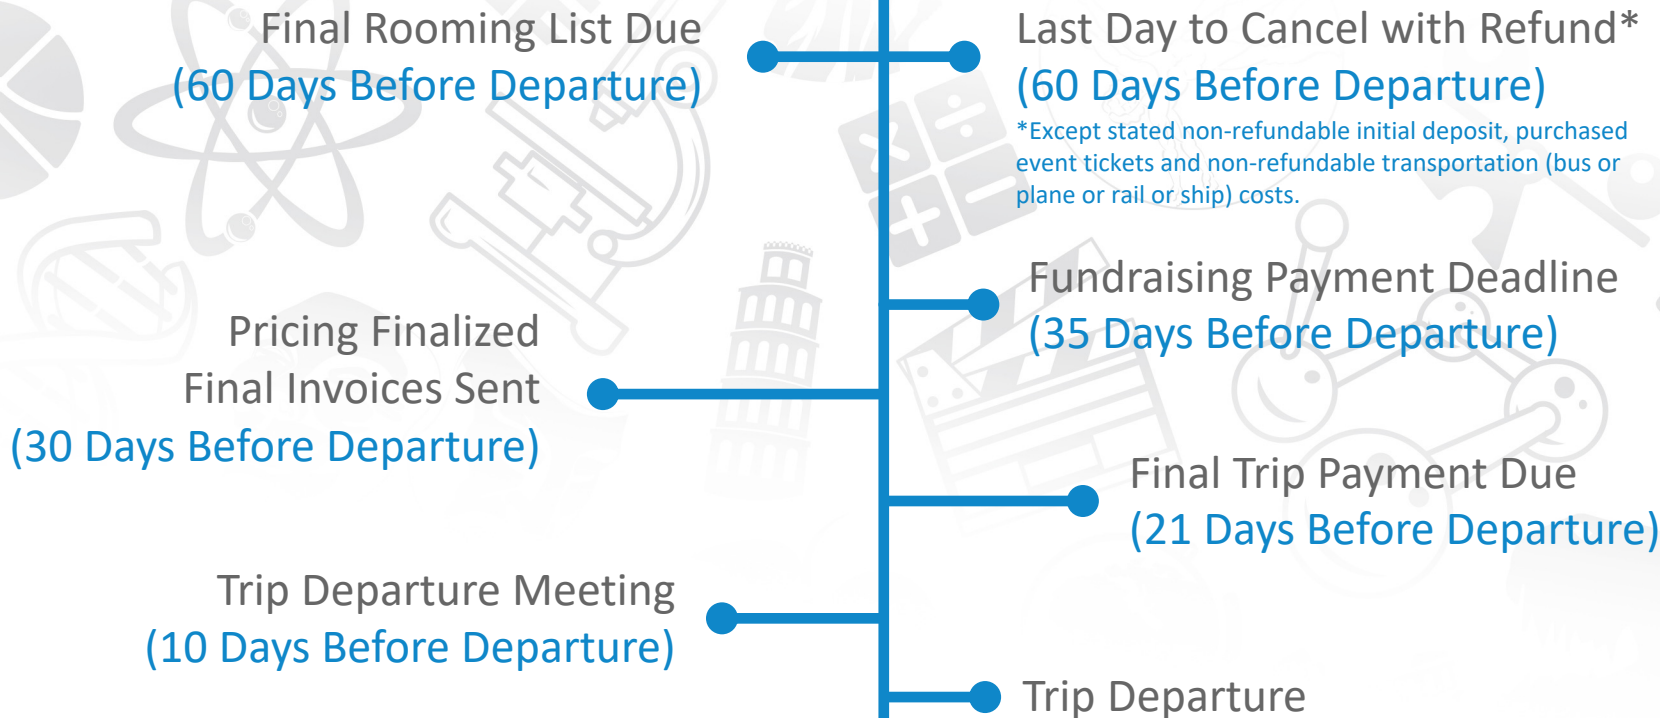 Final Rooming List Due
(60 Days Before Departure)
Last Day to Cancel with Refund*
(60 Days Before Departure)
*Except stated non-refundable initial deposit, purchased
event tickets and non-refundable transportation (bus or
plane or rail or ship) costs.
Fundraising Payment Deadline
(35 Days Before Departure)
Pricing Finalized
Final Invoices Sent
(30 Days Before Departure)
Final Trip Payment Due
(21 Days Before Departure)
Trip Departure Meeting
(10 Days Before Departure)
Trip Departure